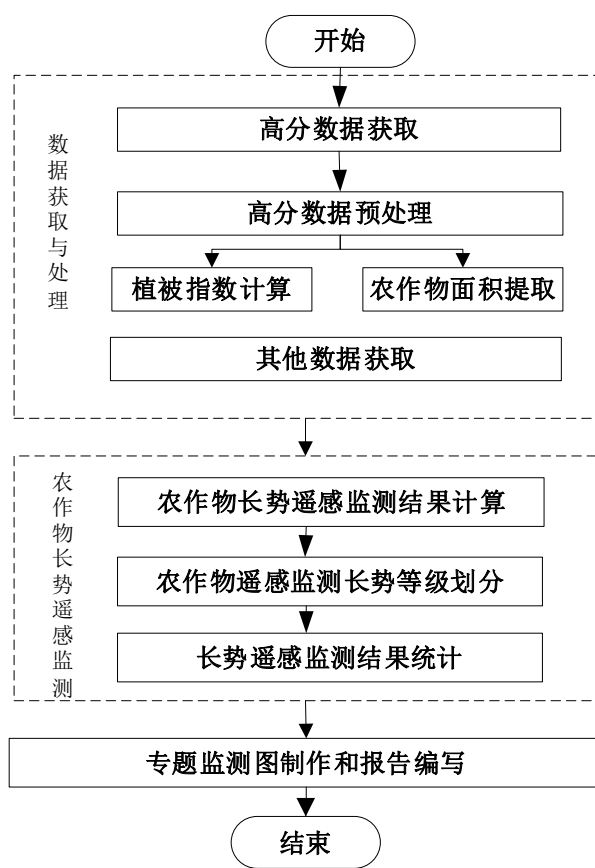 开始
数据获取与处理
高分数据获取
高分数据预处理
植被指数计算
农作物面积提取
其他数据获取
农作物长势遥感监测
农作物长势遥感监测结果计算
农作物遥感监测长势等级划分
长势遥感监测结果统计
专题监测图制作和报告编写
结束